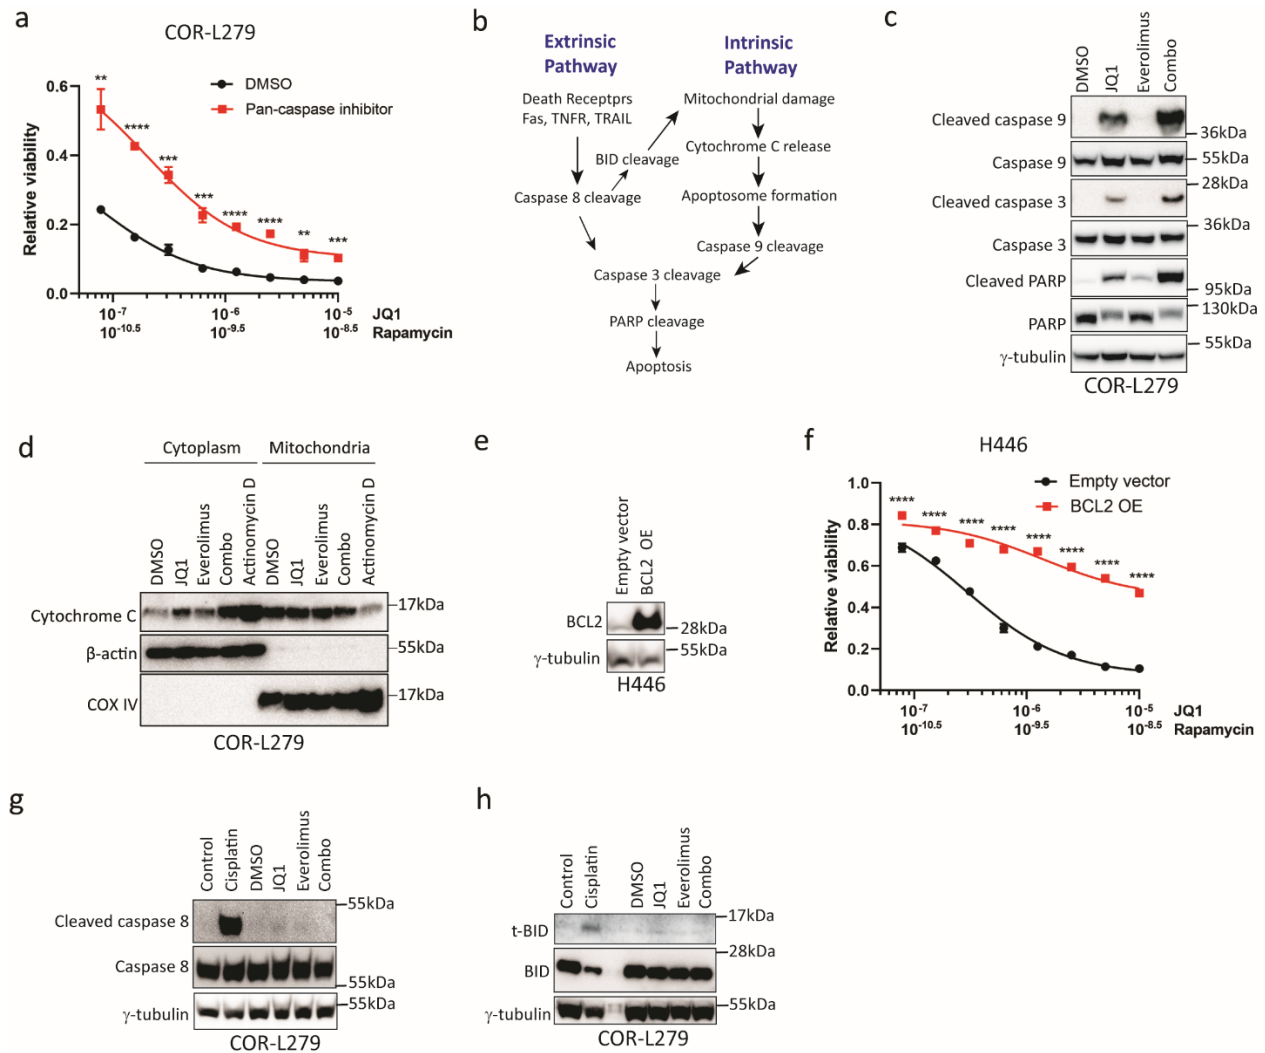 a
COR-L279
DMSO
Pan-caspase inhibitor
Relative viability
0.6
0.4
0.2
0.0
**
****
***
***
****
****
**
***
10-7 10-6 10-5 JQ1
10-10.5 10-9.5 10-8.5 Rapamycin
b
Extrinsic
Pathway
Intrinsic
Pathway
Death Receptprs
Fas, TNFR, TRAIL
Mitochondrial damage
BID cleavage
Cytochrome C release
Caspase 8 cleavage
Apoptosome formation
Caspase 9 cleavage
Caspase 3 cleavage
PARP cleavage
Apoptosis
c
DMSO
JQ1
Everolimus
Combo
Cleaved caspase 9
36kDa
Caspase 9
55kDa
Cleaved caspase 3
28kDa
Caspase 3
36kDa
Cleaved PARP
95kDa
PARP
130kDa
γ-tubulin
55kDa
COR-L279
d
Cytoplasm
Mitochondria
DMSO
JQ1
Everolimus
Combo
Actinomycin D
DMSO
JQ1
Everolimus
Combo
Actinomycin D
Cytochrome C
17kDa
β-actin
55kDa
COX IV
17kDa
COR-L279
e
Empty vector
BCL2 OE
BCL2
28kDa
γ-tubulin
55kDa
H446
f
H446
Empty vector
BCL2 OE
Relative viability
1.0
0.8
0.6
0.4
0.2
0.0
****
****
****
****
****
****
****
****
10-7 10-6 10-5 JQ1
10-10.5 10-9.5 10-8.5 Rapamycin
g
Control
Cisplatin
DMSO
JQ1
Everolimus
Combo
Cleaved caspase 8
55kDa
Caspase 8
55kDa
γ-tubulin
55kDa
COR-L279
h
Control
Cisplatin
DMSO
JQ1
Everolimus
Combo
t-BID
17kDa
BID
28kDa
γ-tubulin
55kDa
COR-L279